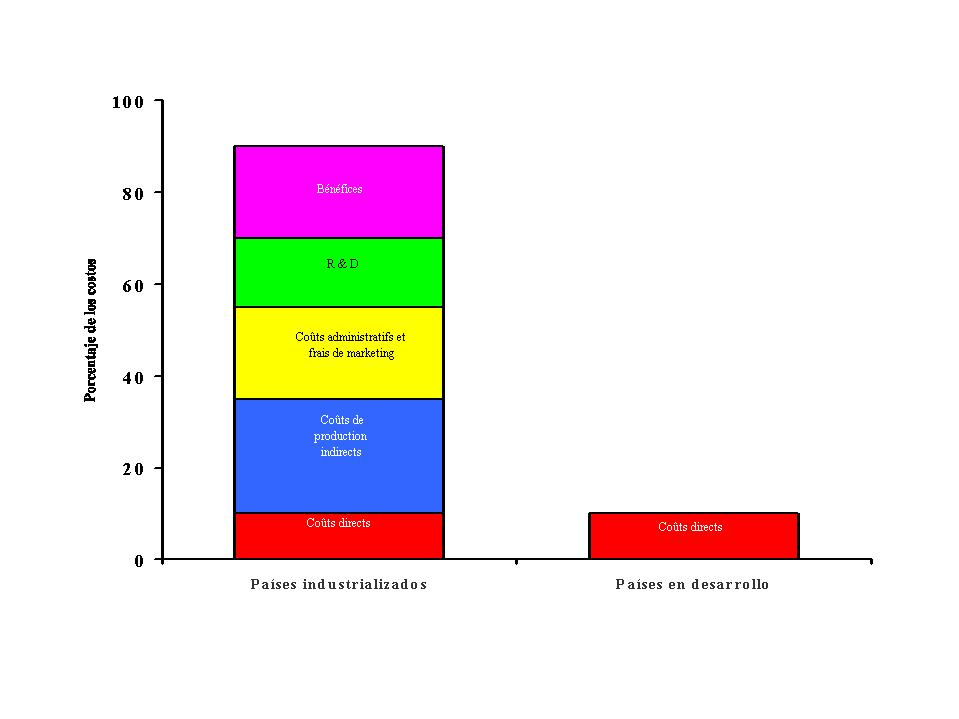 100
80
60
40
20
0
Porcentaje de los costos
Bénéfices
R & D
Coûts administratifs et
frais de marketing
Coûts de
production
indirects
Coûts directs
Coûts directs
Países industrializados
Países en desarrollo